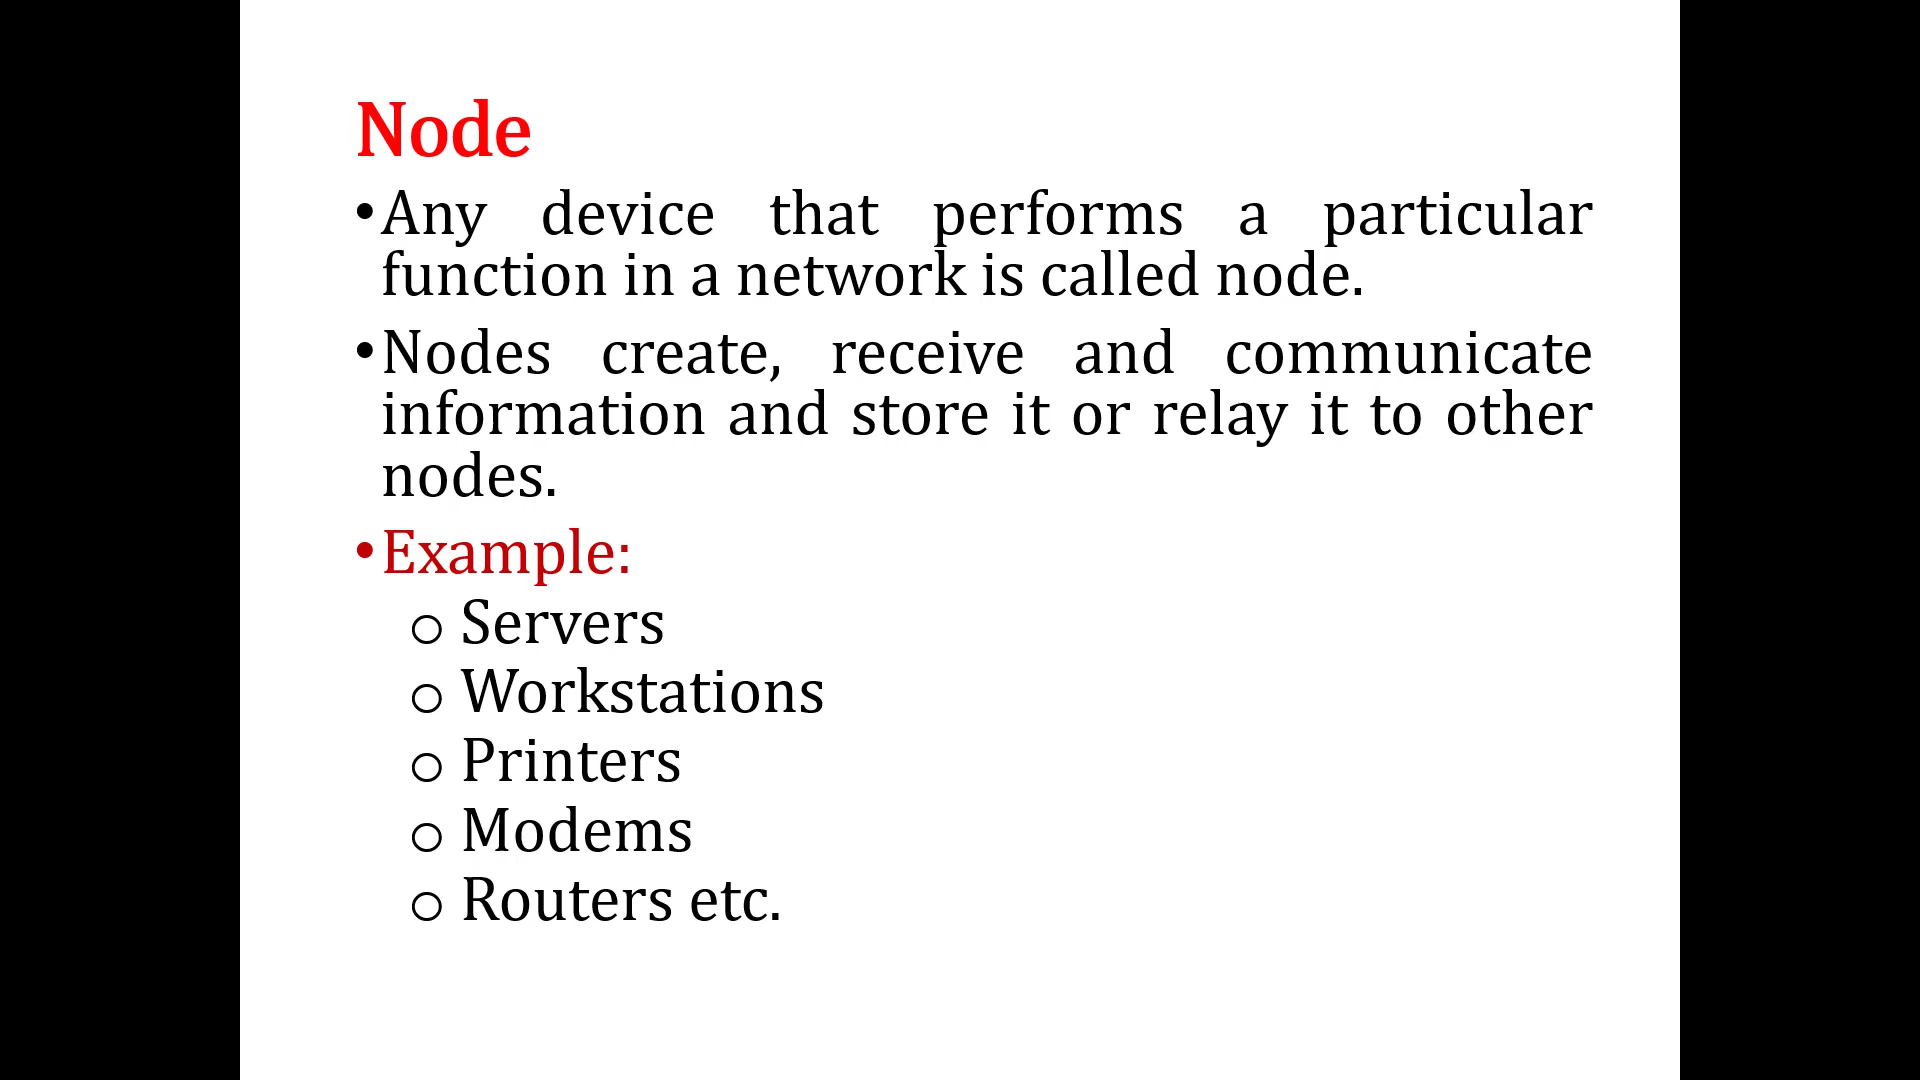 Node
•Any device that performs a particular
function in a network is called node.
•Nodes create, receive and communicate
information and store it or relay it to other
nodes.
•Example:
o Servers
o Workstations
o Printers
o Modems
o Routers etc.